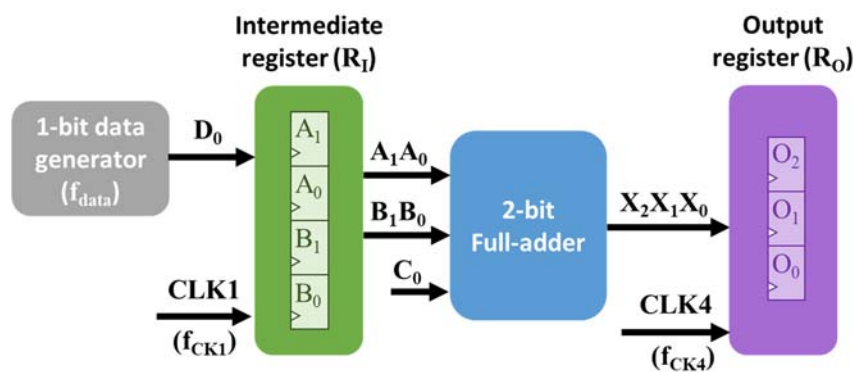 Intermediate
register (R_I)
Output
register (R_O)
1-bit data
generator
(f_data)
D_0
A_1
A_0
B_1
B_0
CLK1
(f_CK1)
A_1A_0
B_1B_0
C_0
2-bit
Full-adder
X_2X_1X_0
CLK4
(f_CK4)
O_2
O_1
O_0